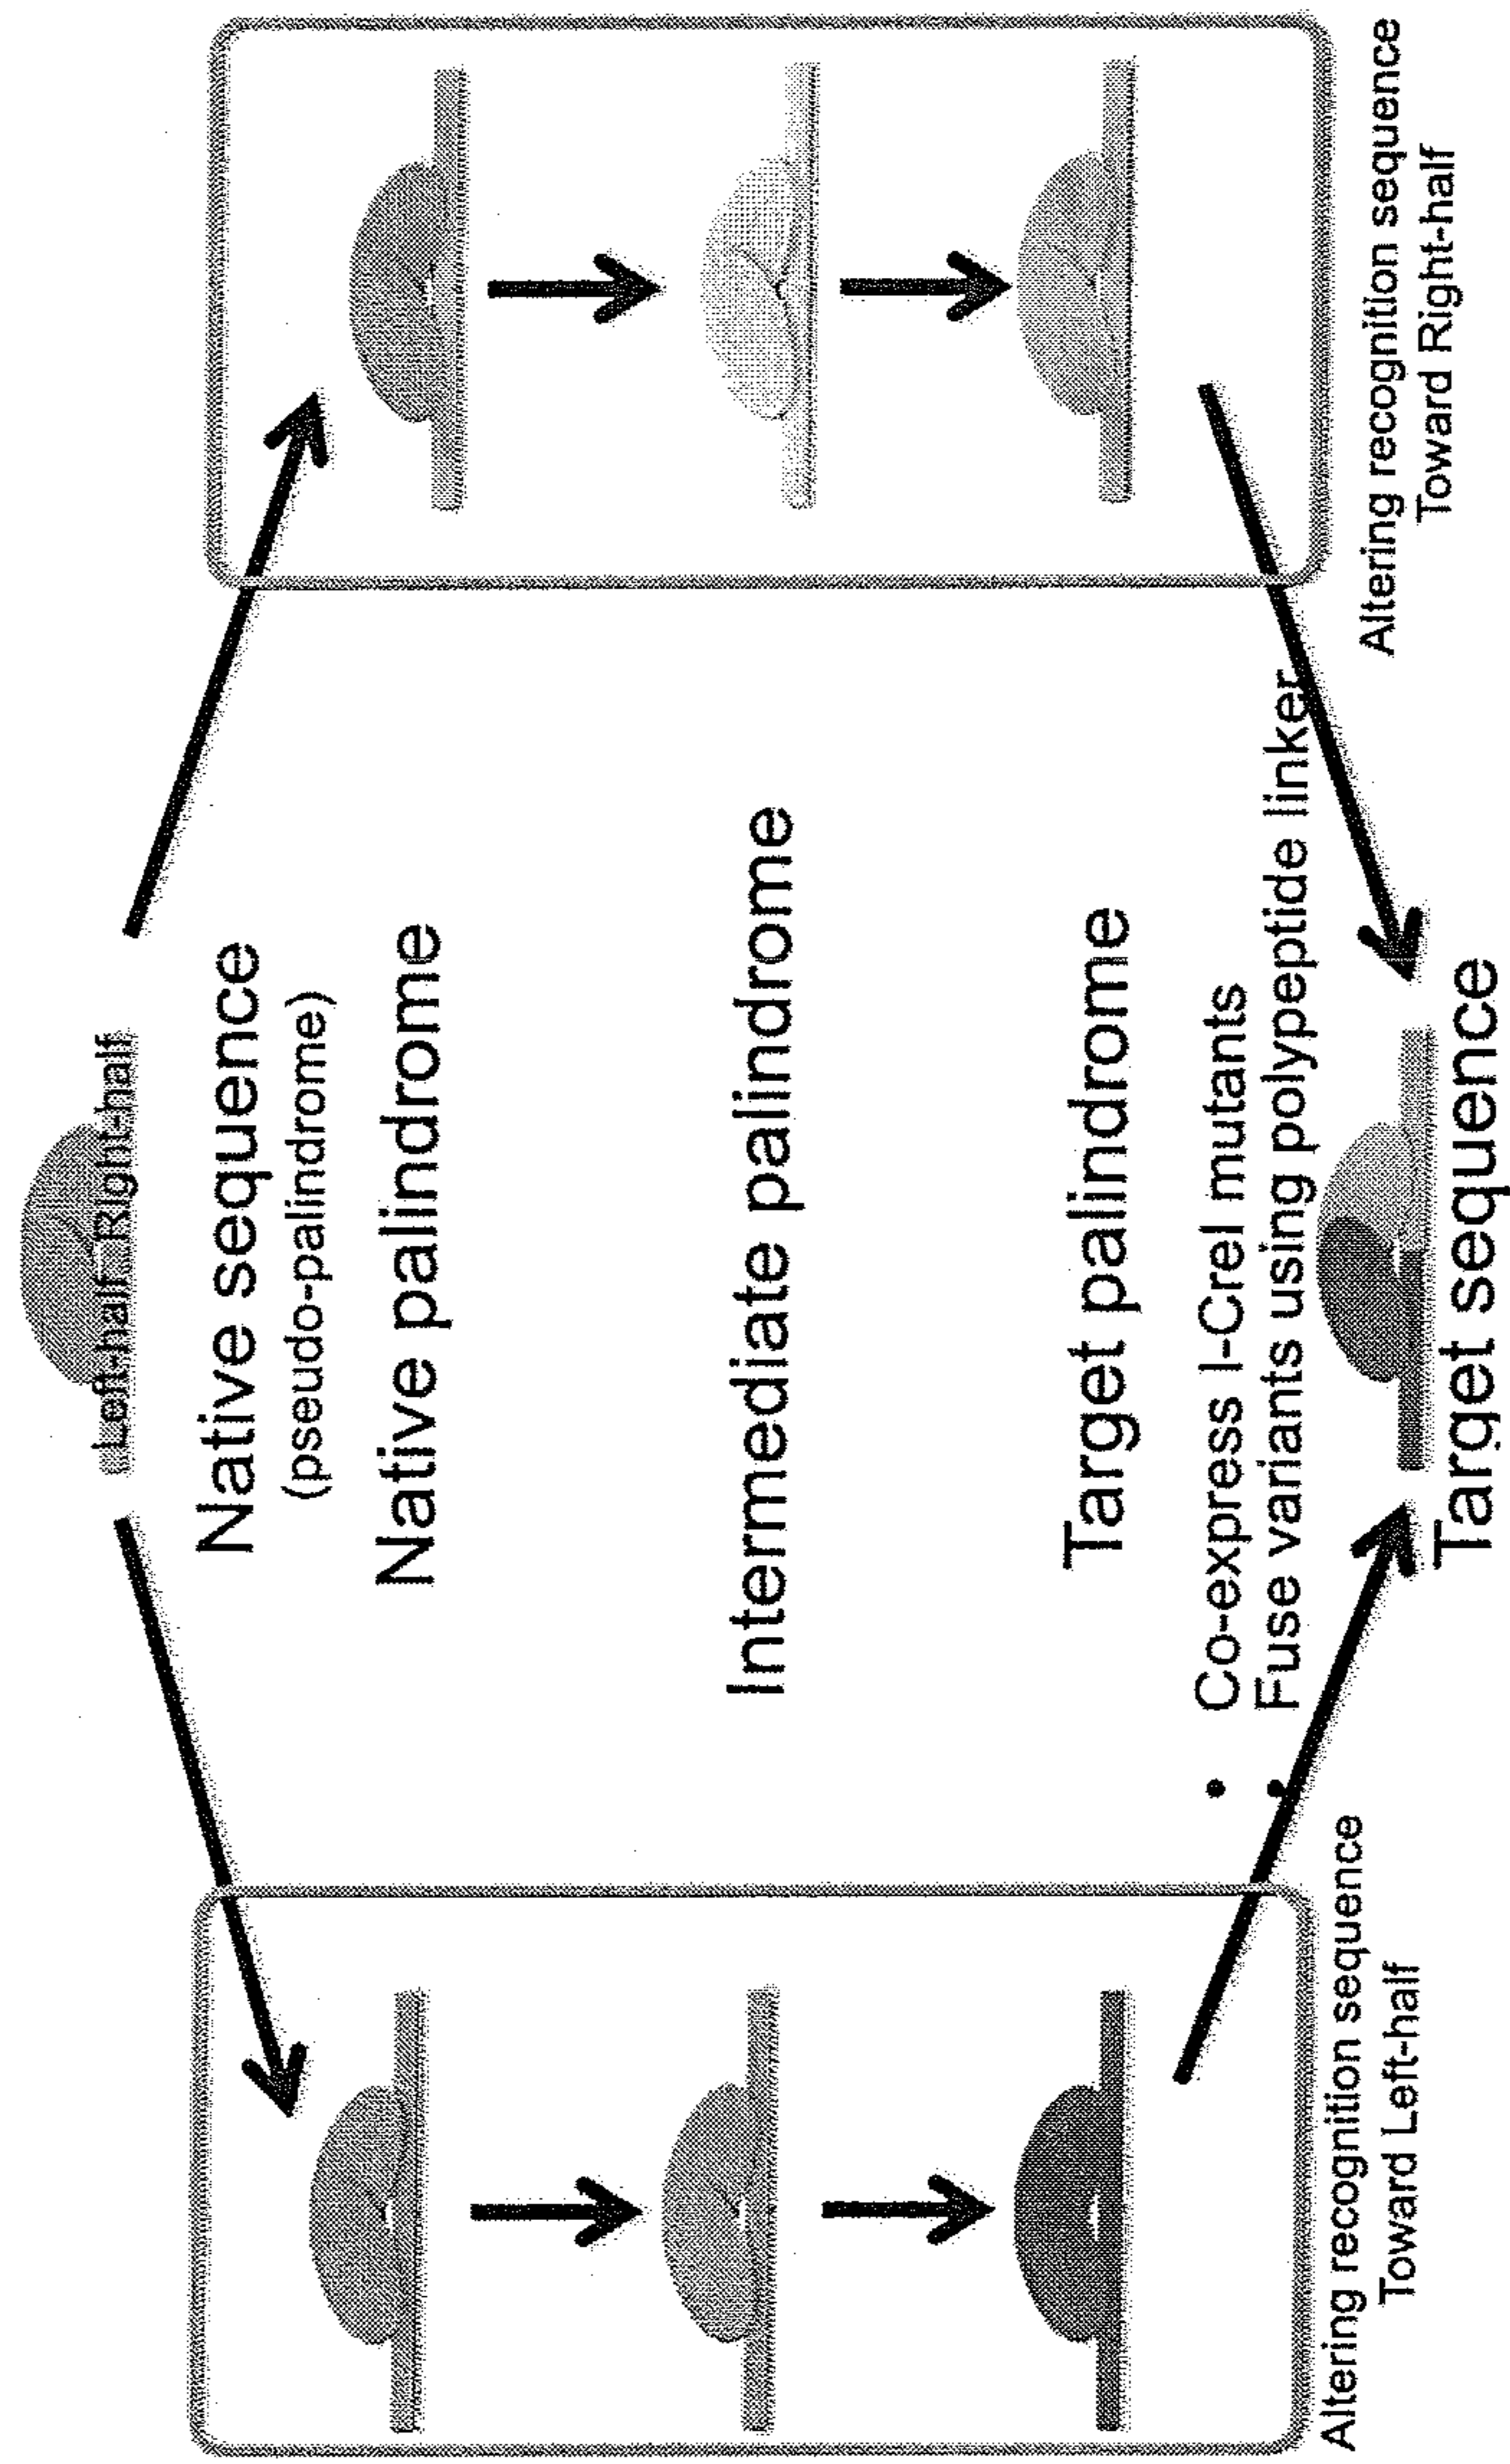 Left-half Right-half
Native sequence
(pseudo-palindrome)
Native palindrome
Intermediate palindrome
Target palindrome
• Co-express I-CreI mutants
• Fuse variants using polypeptide linker
Altering recognition sequence
Toward Left-half
Altering recognition sequence
Toward Right-half
Target sequence